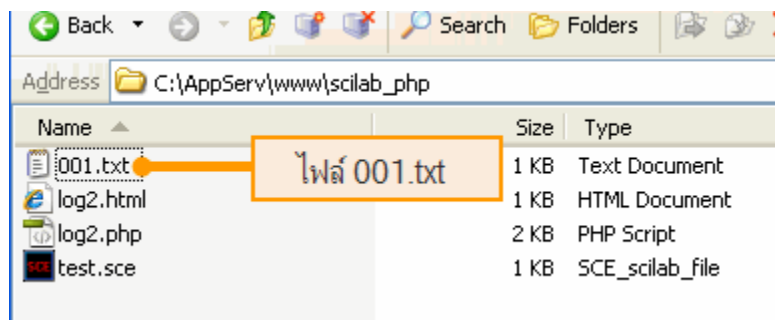 Back Search Folders
Address C:\AppServ\www\scilab_php
Name Size Type
001.txt ไฟล์ 001.txt 1 KB Text Document
log2.html 1 KB HTML Document
log2.php 2 KB PHP Script
SCE test.sce 1 KB SCE_scilab_file